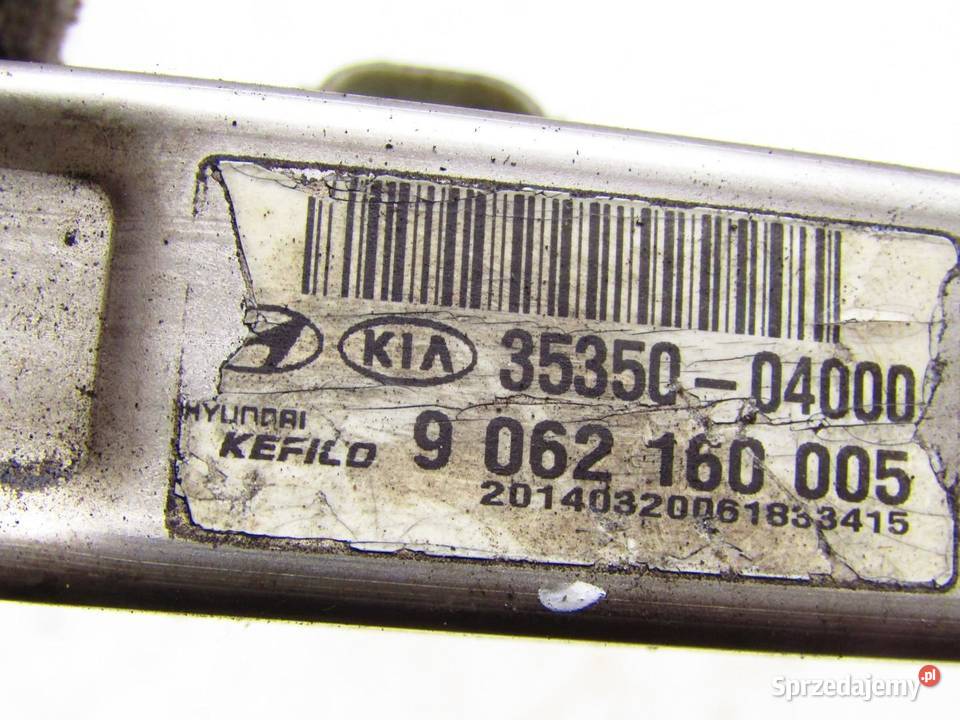 KIA 35350-04000
HYUNDAI
KEFICO 9 062 160 005
20140320061833415
Sprzedajemy.pl